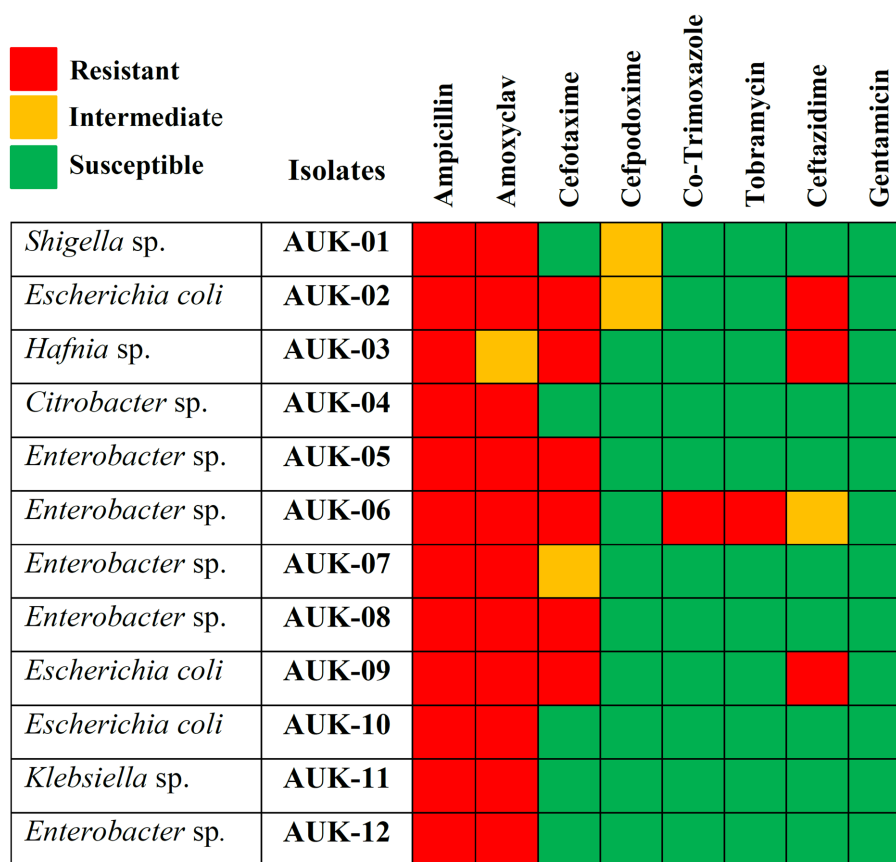 Resistant
Intermediate
Susceptible
Isolates
Ampicillin
Amoxyclav
Cefotaxime
Cefpodoxime
Co-Trimoxazole
Tobramycin
Ceftazidime
Gentamicin
Shigella sp. AUK-01
Escherichia coli AUK-02
Hafnia sp. AUK-03
Citrobacter sp. AUK-04
Enterobacter sp. AUK-05
Enterobacter sp. AUK-06
Enterobacter sp. AUK-07
Enterobacter sp. AUK-08
Escherichia coli AUK-09
Escherichia coli AUK-10
Klebsiella sp. AUK-11
Enterobacter sp. AUK-12